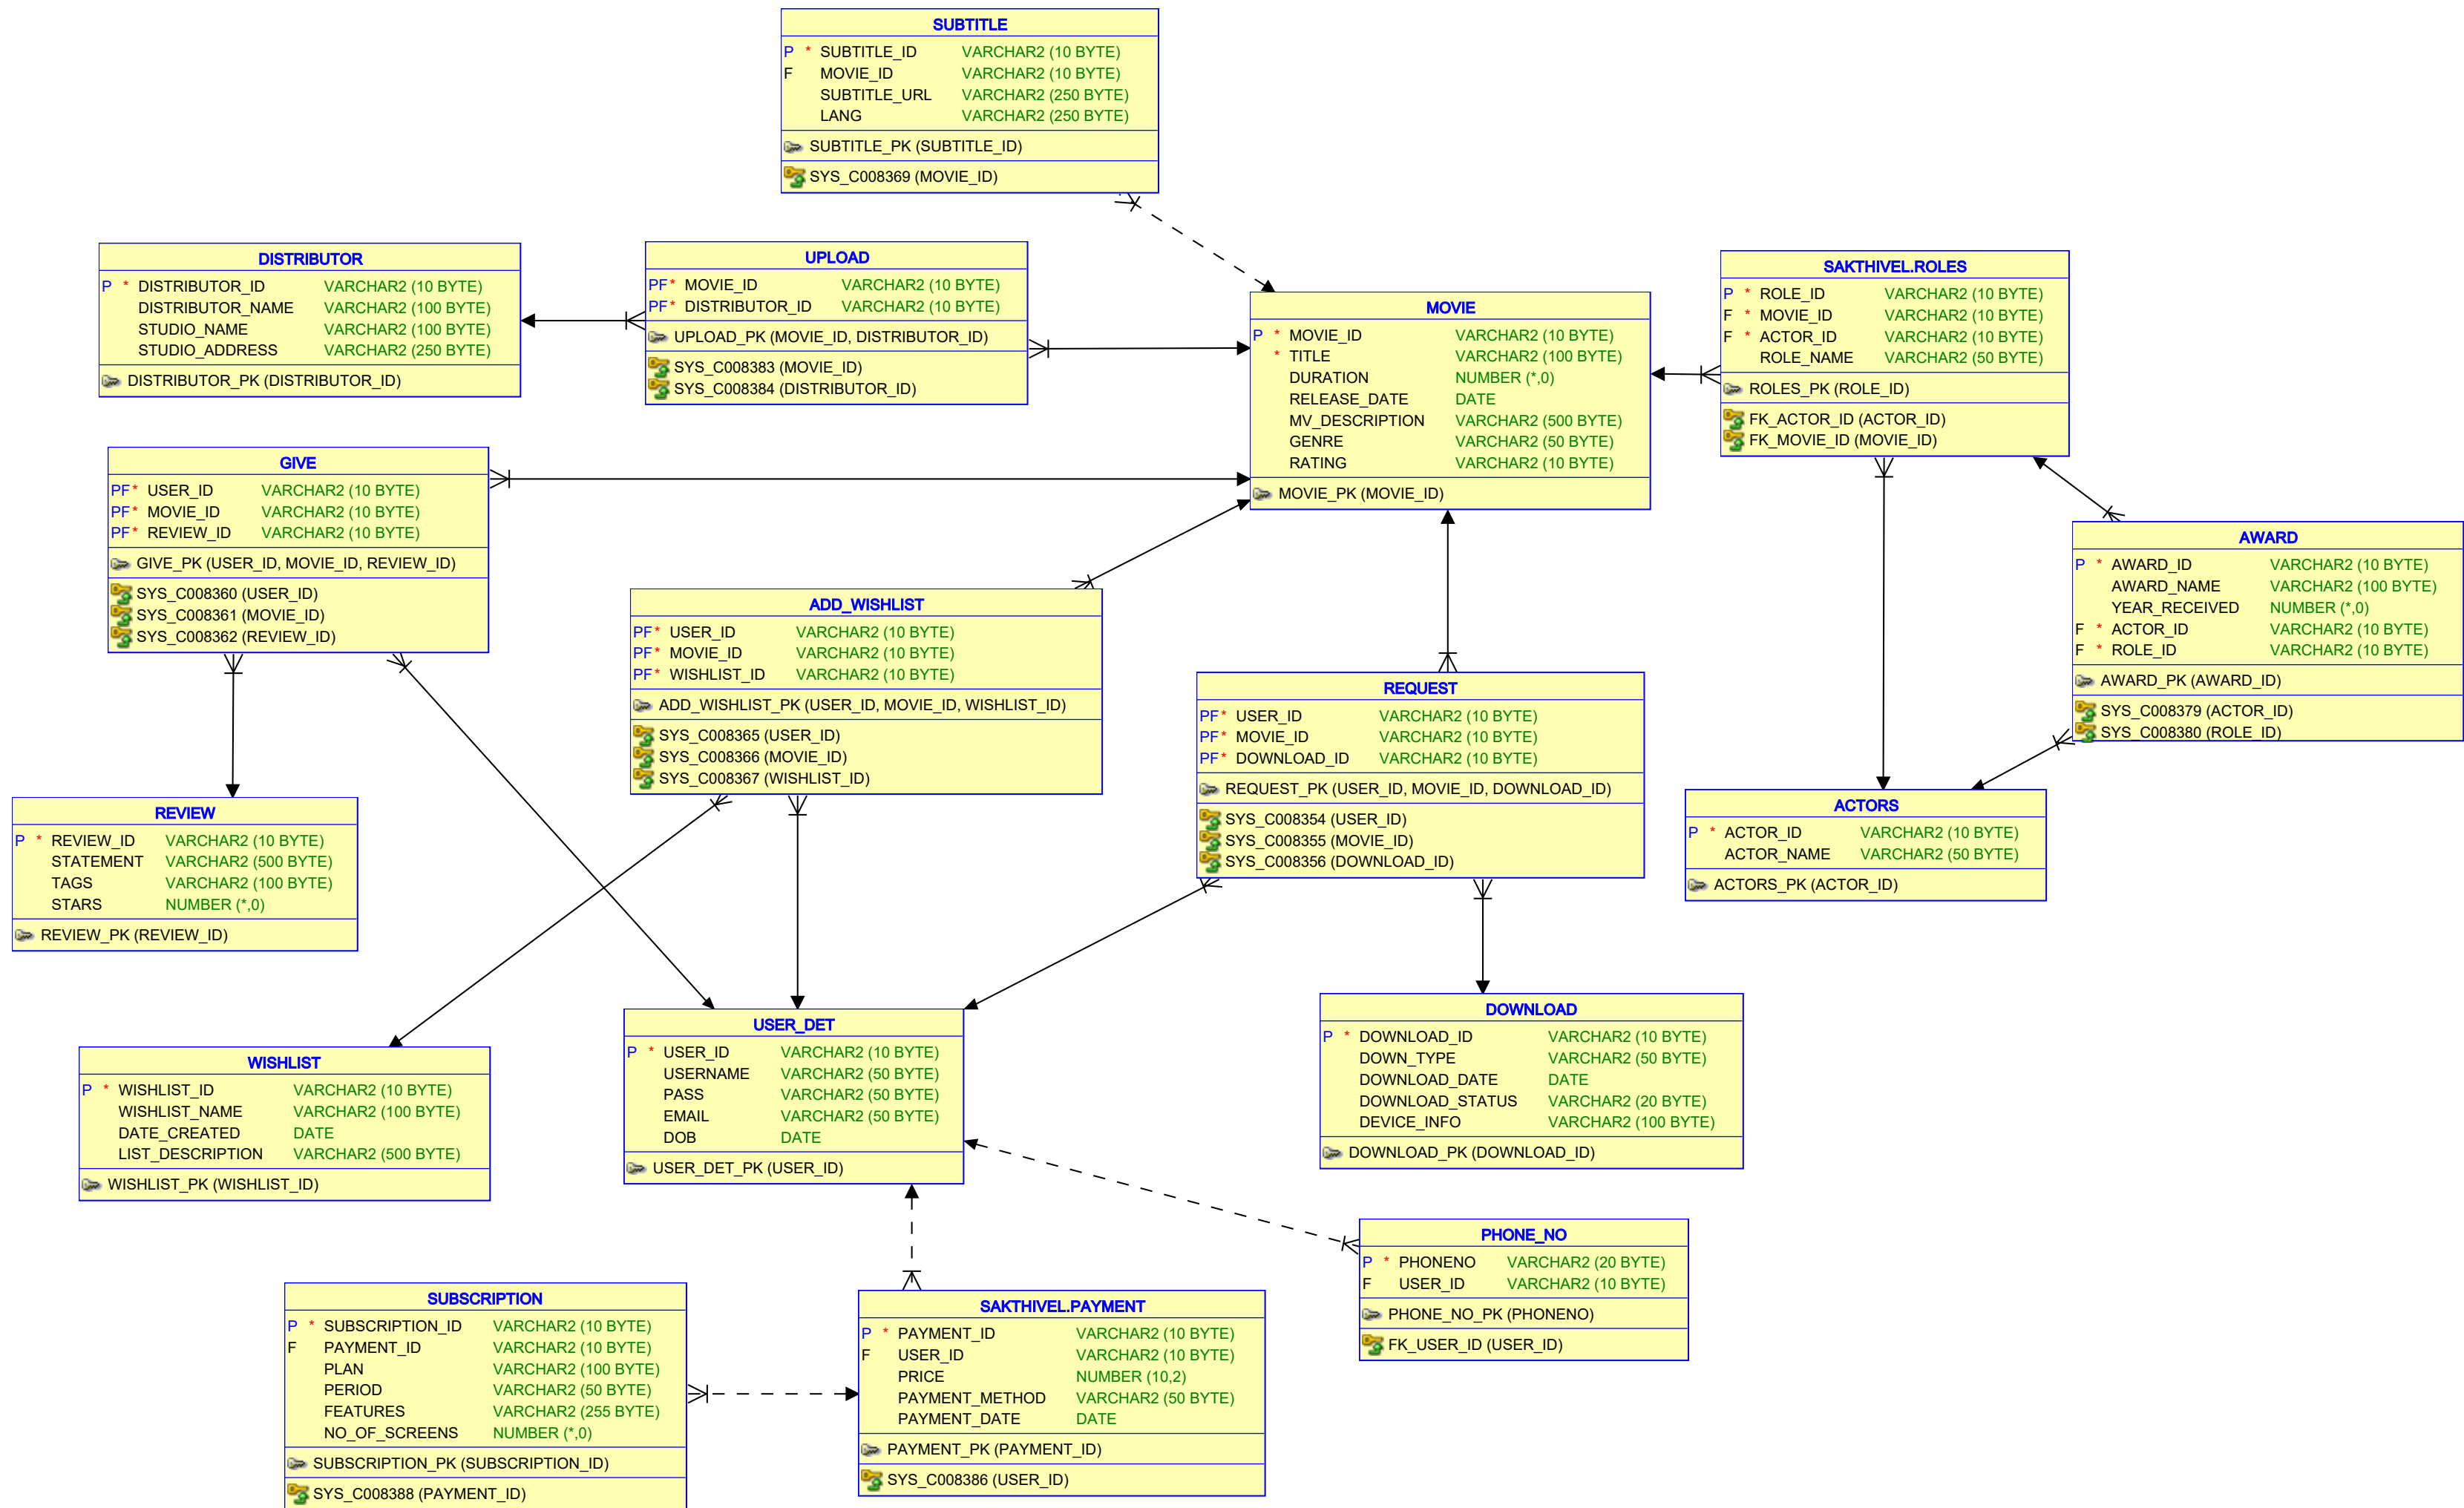 SUBTITLE
P * SUBTITLE_ID VARCHAR2 (10 BYTE)
F MOVIE_ID VARCHAR2 (10 BYTE)
SUBTITLE_URL VARCHAR2 (250 BYTE)
LANG VARCHAR2 (250 BYTE)
SUBTITLE_PK (SUBTITLE_ID)
SYS_C008369 (MOVIE_ID)
DISTRIBUTOR
P * DISTRIBUTOR_ID VARCHAR2 (10 BYTE)
DISTRIBUTOR_NAME VARCHAR2 (100 BYTE)
STUDIO_NAME VARCHAR2 (100 BYTE)
STUDIO_ADDRESS VARCHAR2 (250 BYTE)
DISTRIBUTOR_PK (DISTRIBUTOR_ID)
UPLOAD
PF* MOVIE_ID VARCHAR2 (10 BYTE)
PF* DISTRIBUTOR_ID VARCHAR2 (10 BYTE)
UPLOAD_PK (MOVIE_ID, DISTRIBUTOR_ID)
SYS_C008383 (MOVIE_ID)
SYS_C008384 (DISTRIBUTOR_ID)
MOVIE
P * MOVIE_ID VARCHAR2 (10 BYTE)
* TITLE VARCHAR2 (100 BYTE)
DURATION NUMBER (*,0)
RELEASE_DATE DATE
MV_DESCRIPTION VARCHAR2 (500 BYTE)
GENRE VARCHAR2 (50 BYTE)
RATING VARCHAR2 (10 BYTE)
MOVIE_PK (MOVIE_ID)
SAKTHIVEL.ROLES
P * ROLE_ID VARCHAR2 (10 BYTE)
F * MOVIE_ID VARCHAR2 (10 BYTE)
F * ACTOR_ID VARCHAR2 (10 BYTE)
ROLE_NAME VARCHAR2 (50 BYTE)
ROLES_PK (ROLE_ID)
FK_ACTOR_ID (ACTOR_ID)
FK_MOVIE_ID (MOVIE_ID)
GIVE
PF* USER_ID VARCHAR2 (10 BYTE)
PF* MOVIE_ID VARCHAR2 (10 BYTE)
PF* REVIEW_ID VARCHAR2 (10 BYTE)
GIVE_PK (USER_ID, MOVIE_ID, REVIEW_ID)
SYS_C008360 (USER_ID)
SYS_C008361 (MOVIE_ID)
SYS_C008362 (REVIEW_ID)
ADD_WISHLIST
PF* USER_ID VARCHAR2 (10 BYTE)
PF* MOVIE_ID VARCHAR2 (10 BYTE)
PF* WISHLIST_ID VARCHAR2 (10 BYTE)
ADD_WISHLIST_PK (USER_ID, MOVIE_ID, WISHLIST_ID)
SYS_C008365 (USER_ID)
SYS_C008366 (MOVIE_ID)
SYS_C008367 (WISHLIST_ID)
REQUEST
PF* USER_ID VARCHAR2 (10 BYTE)
PF* MOVIE_ID VARCHAR2 (10 BYTE)
PF* DOWNLOAD_ID VARCHAR2 (10 BYTE)
REQUEST_PK (USER_ID, MOVIE_ID, DOWNLOAD_ID)
SYS_C008354 (USER_ID)
SYS_C008355 (MOVIE_ID)
SYS_C008356 (DOWNLOAD_ID)
AWARD
P * AWARD_ID VARCHAR2 (10 BYTE)
AWARD_NAME VARCHAR2 (100 BYTE)
YEAR_RECEIVED NUMBER (*,0)
F * ACTOR_ID VARCHAR2 (10 BYTE)
F * ROLE_ID VARCHAR2 (10 BYTE)
AWARD_PK (AWARD_ID)
SYS_C008379 (ACTOR_ID)
SYS_C008380 (ROLE_ID)
REVIEW
P * REVIEW_ID VARCHAR2 (10 BYTE)
STATEMENT VARCHAR2 (500 BYTE)
TAGS VARCHAR2 (100 BYTE)
STARS NUMBER (*,0)
REVIEW_PK (REVIEW_ID)
ACTORS
P * ACTOR_ID VARCHAR2 (10 BYTE)
ACTOR_NAME VARCHAR2 (50 BYTE)
ACTORS_PK (ACTOR_ID)
WISHLIST
P * WISHLIST_ID VARCHAR2 (10 BYTE)
WISHLIST_NAME VARCHAR2 (100 BYTE)
DATE_CREATED DATE
LIST_DESCRIPTION VARCHAR2 (500 BYTE)
WISHLIST_PK (WISHLIST_ID)
USER_DET
P * USER_ID VARCHAR2 (10 BYTE)
USERNAME VARCHAR2 (50 BYTE)
PASS VARCHAR2 (50 BYTE)
EMAIL VARCHAR2 (50 BYTE)
DOB DATE
USER_DET_PK (USER_ID)
DOWNLOAD
P * DOWNLOAD_ID VARCHAR2 (10 BYTE)
DOWN_TYPE VARCHAR2 (50 BYTE)
DOWNLOAD_DATE DATE
DOWNLOAD_STATUS VARCHAR2 (20 BYTE)
DEVICE_INFO VARCHAR2 (100 BYTE)
DOWNLOAD_PK (DOWNLOAD_ID)
PHONE_NO
P * PHONENO VARCHAR2 (20 BYTE)
F USER_ID VARCHAR2 (10 BYTE)
PHONE_NO_PK (PHONENO)
FK_USER_ID (USER_ID)
SUBSCRIPTION
P * SUBSCRIPTION_ID VARCHAR2 (10 BYTE)
F PAYMENT_ID VARCHAR2 (10 BYTE)
PLAN VARCHAR2 (100 BYTE)
PERIOD VARCHAR2 (50 BYTE)
FEATURES VARCHAR2 (255 BYTE)
NO_OF_SCREENS NUMBER (*,0)
SUBSCRIPTION_PK (SUBSCRIPTION_ID)
SYS_C008388 (PAYMENT_ID)
SAKTHIVEL.PAYMENT
P * PAYMENT_ID VARCHAR2 (10 BYTE)
F USER_ID VARCHAR2 (10 BYTE)
PRICE NUMBER (10,2)
PAYMENT_METHOD VARCHAR2 (50 BYTE)
PAYMENT_DATE DATE
PAYMENT_PK (PAYMENT_ID)
SYS_C008386 (USER_ID)